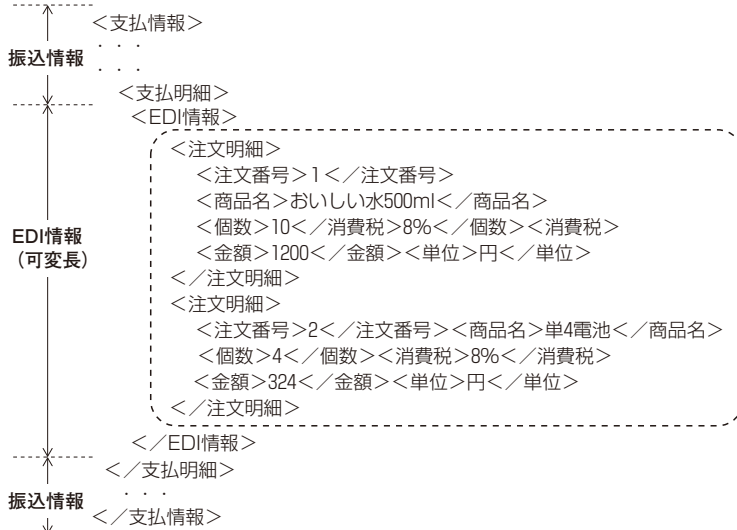 ＜支払情報＞
・・・
振込情報
・・・
＜支払明細＞
＜EDI情報＞
＜注文明細＞
＜注文番号＞1＜／注文番号＞
＜商品名＞おいしい水500ml＜／商品名＞
＜個数＞10＜／消費税＞8％＜／個数＞＜消費税＞
＜金額＞1200＜／金額＞＜単位＞円＜／単位＞
＜／注文明細＞
＜注文明細＞
＜注文番号＞2＜／注文番号＞＜商品名＞単4電池＜／商品名＞
＜個数＞4＜／個数＞＜消費税＞8％＜／消費税＞
＜金額＞324＜／金額＞＜単位＞円＜／単位＞
＜／注文明細＞
EDI情報
（可変長）
＜／EDI情報＞
＜／支払明細＞
・・・
振込情報
＜／支払情報＞